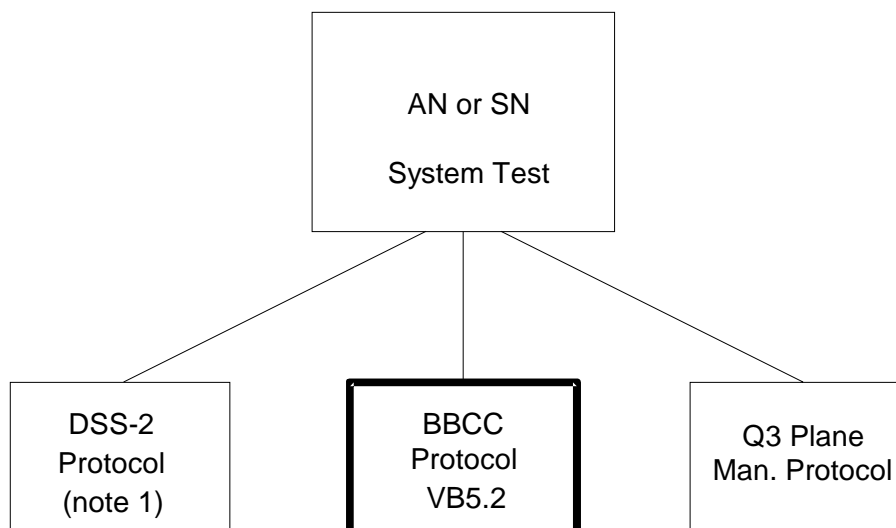 AN or SN
System Test
DSS-2
Protocol
(note 1)
BBCC
Protocol
VB5.2
Q3 Plane
Man. Protocol